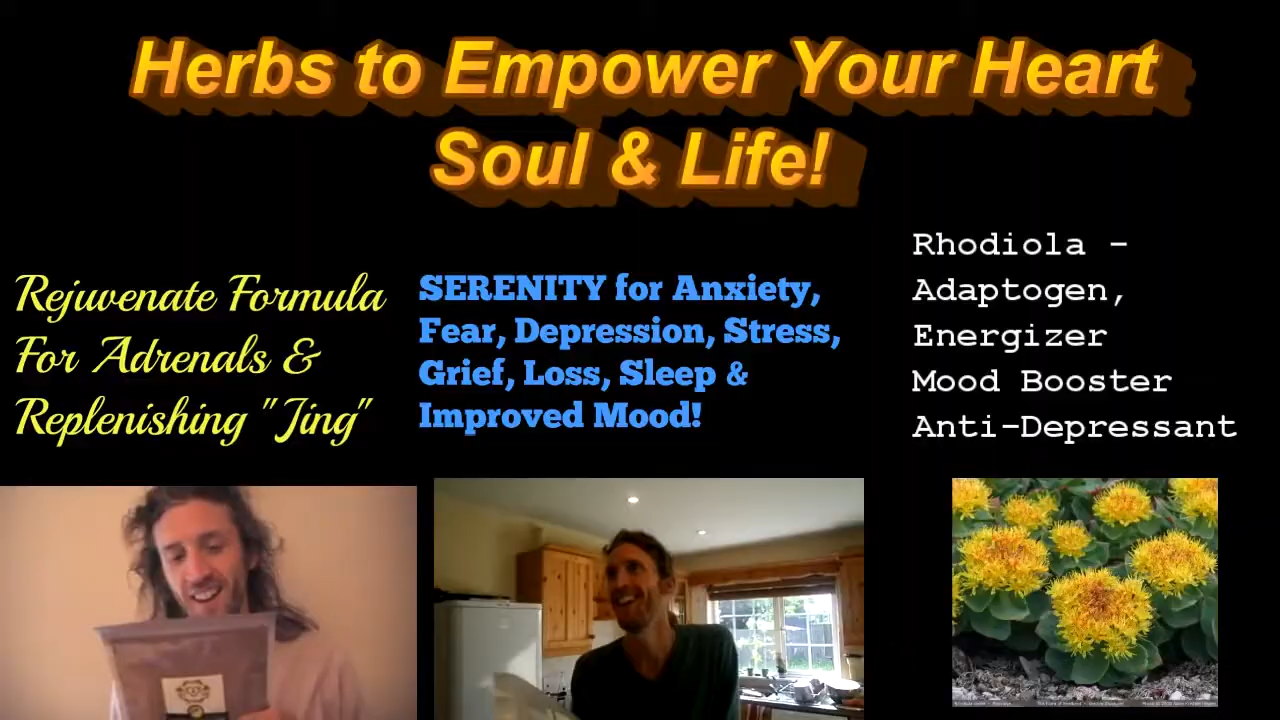 Herbs to Empower Your Heart
Soul & Life!
Rejuvenate Formula
For Adrenals &
Replenishing "Jing"
SERENITY for Anxiety,
Fear, Depression, Stress,
Grief, Loss, Sleep &
Improved Mood!
Rhodiola -
Adaptogen,
Energizer
Mood Booster
Anti-Depressant